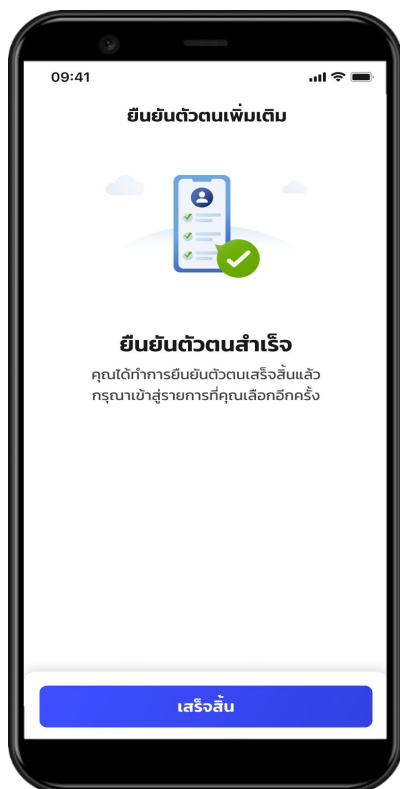 09:41
ยืนยันตัวตนเพิ่มเติม
ยืนยันตัวตนสำเร็จ
คุณได้ทำการยืนยันตัวตนเสร็จสิ้นแล้ว
กรุณาเข้าสู่รายการที่คุณเลือกอีกครั้ง
เสร็จสิ้น